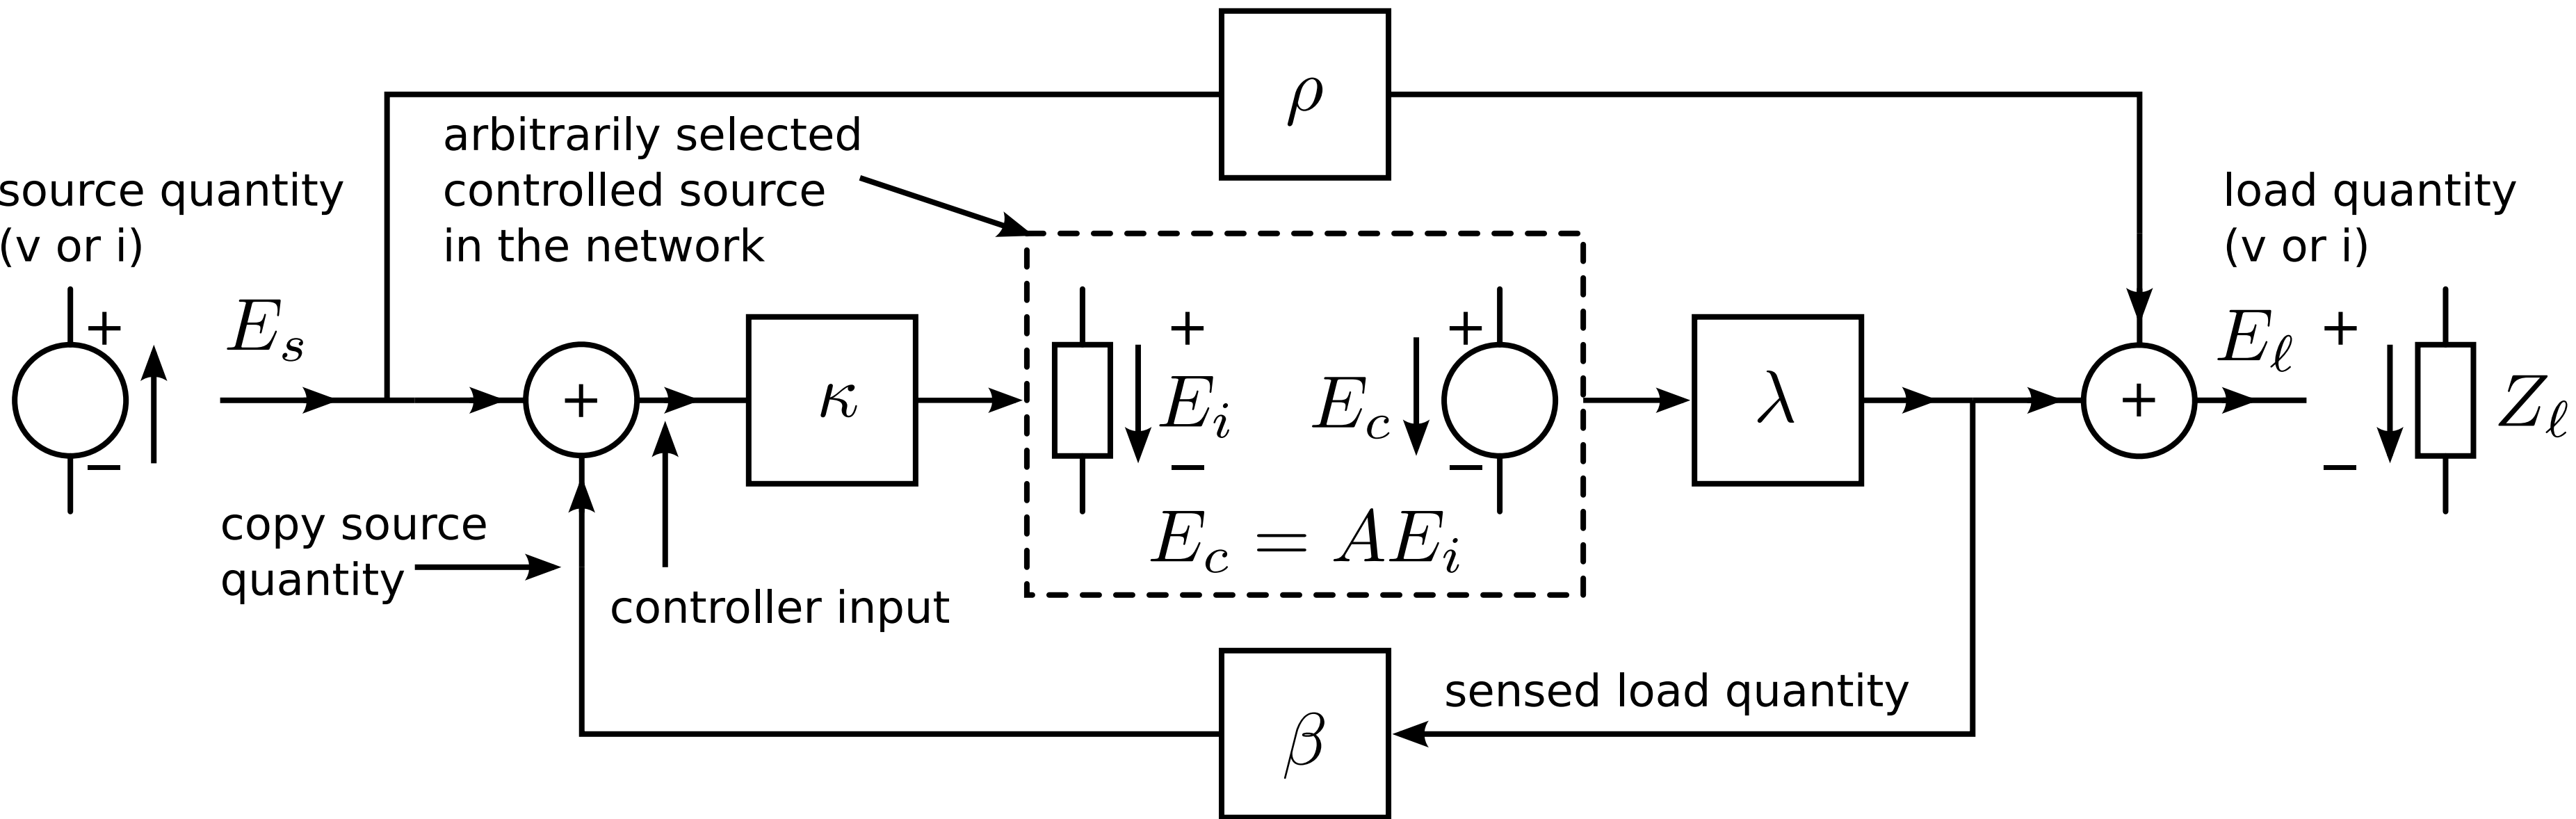 ρ
arbitrarily selected
controlled source
in the network
source quantity
(v or i)
load quantity
(v or i)
+
−
E_s
+
κ
+
E_i
−
E_c
+
−
E_c = AE_i
λ
+
E_ℓ
+
−
Z_ℓ
copy source
quantity
controller input
sensed load quantity
β